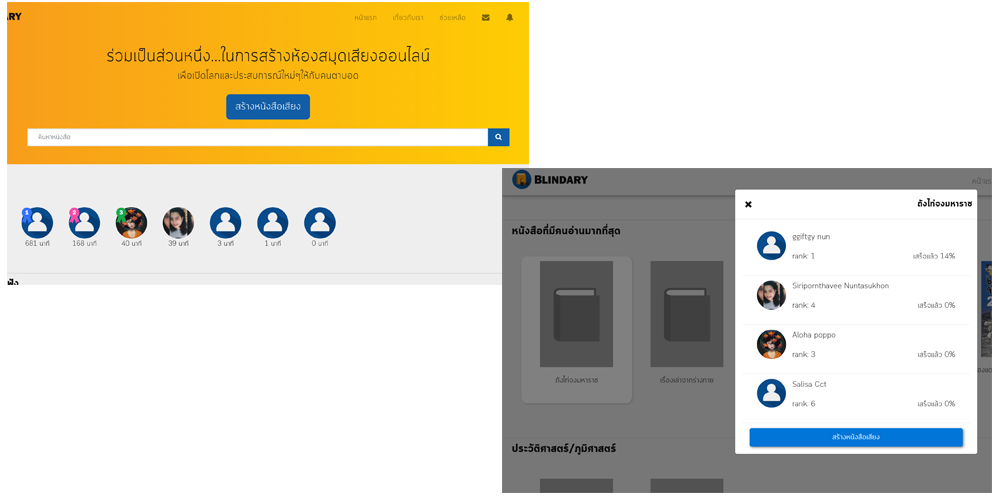 ARY
หน้าแรก เกี่ยวกับเรา ช่วยเหลือ
ร่วมเป็นส่วนหนึ่ง...ในการสร้างห้องสมุดเสียงออนไลน์
เพื่อเปิดโลกและประสบการณ์ใหม่ๆให้กับคนตาบอด
สร้างหนังสือเสียง
ค้นหาหนังสือ
1 2 3
681 นาที 168 นาที 40 นาที 39 นาที 3 นาที 1 นาที 0 นาที
ฟัง
BLINDARY
หน้าแร
หนังสือที่มีคนอ่านมากที่สุด
ถังไท่จงมหาราช
เรื่องเล่าจากร่างกาย
ประวัติศาสตร์/ภูมิศาสตร์
ถังไท่จงมหาราช
ggiftgy nun
rank: 1 เสร็จแล้ว 14%
Siripornthavee Nuntasukhon
rank: 4 เสร็จแล้ว 0%
Aloha poppo
rank: 3 เสร็จแล้ว 0%
Salisa Cct
rank: 6 เสร็จแล้ว 0%
สร้างหนังสือเสียง